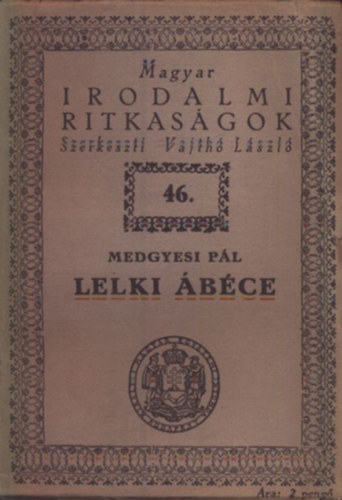 Magyar
IRODALMI
RITKASÁGOK
Szerkeszti Vajthó László
46.
MEDGYESI PÁL
LELKI ÁBÉCE
Ára: 2 pengő